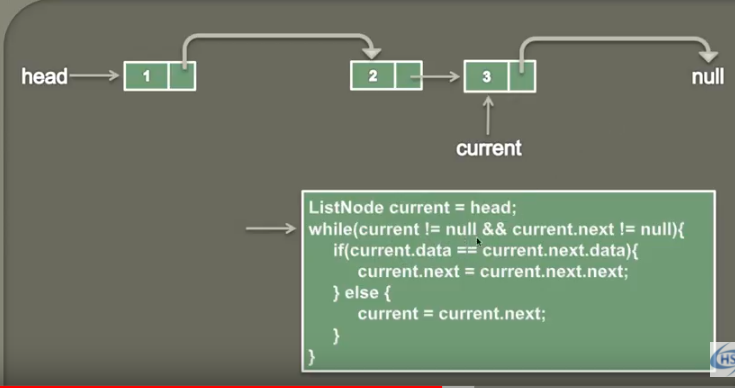 head
1
2
3
null
current
ListNode current = head;
while(current != null && current.next != null){
if(current.data == current.next.data){
current.next = current.next.next;
} else {
current = current.next;
}
}
HS